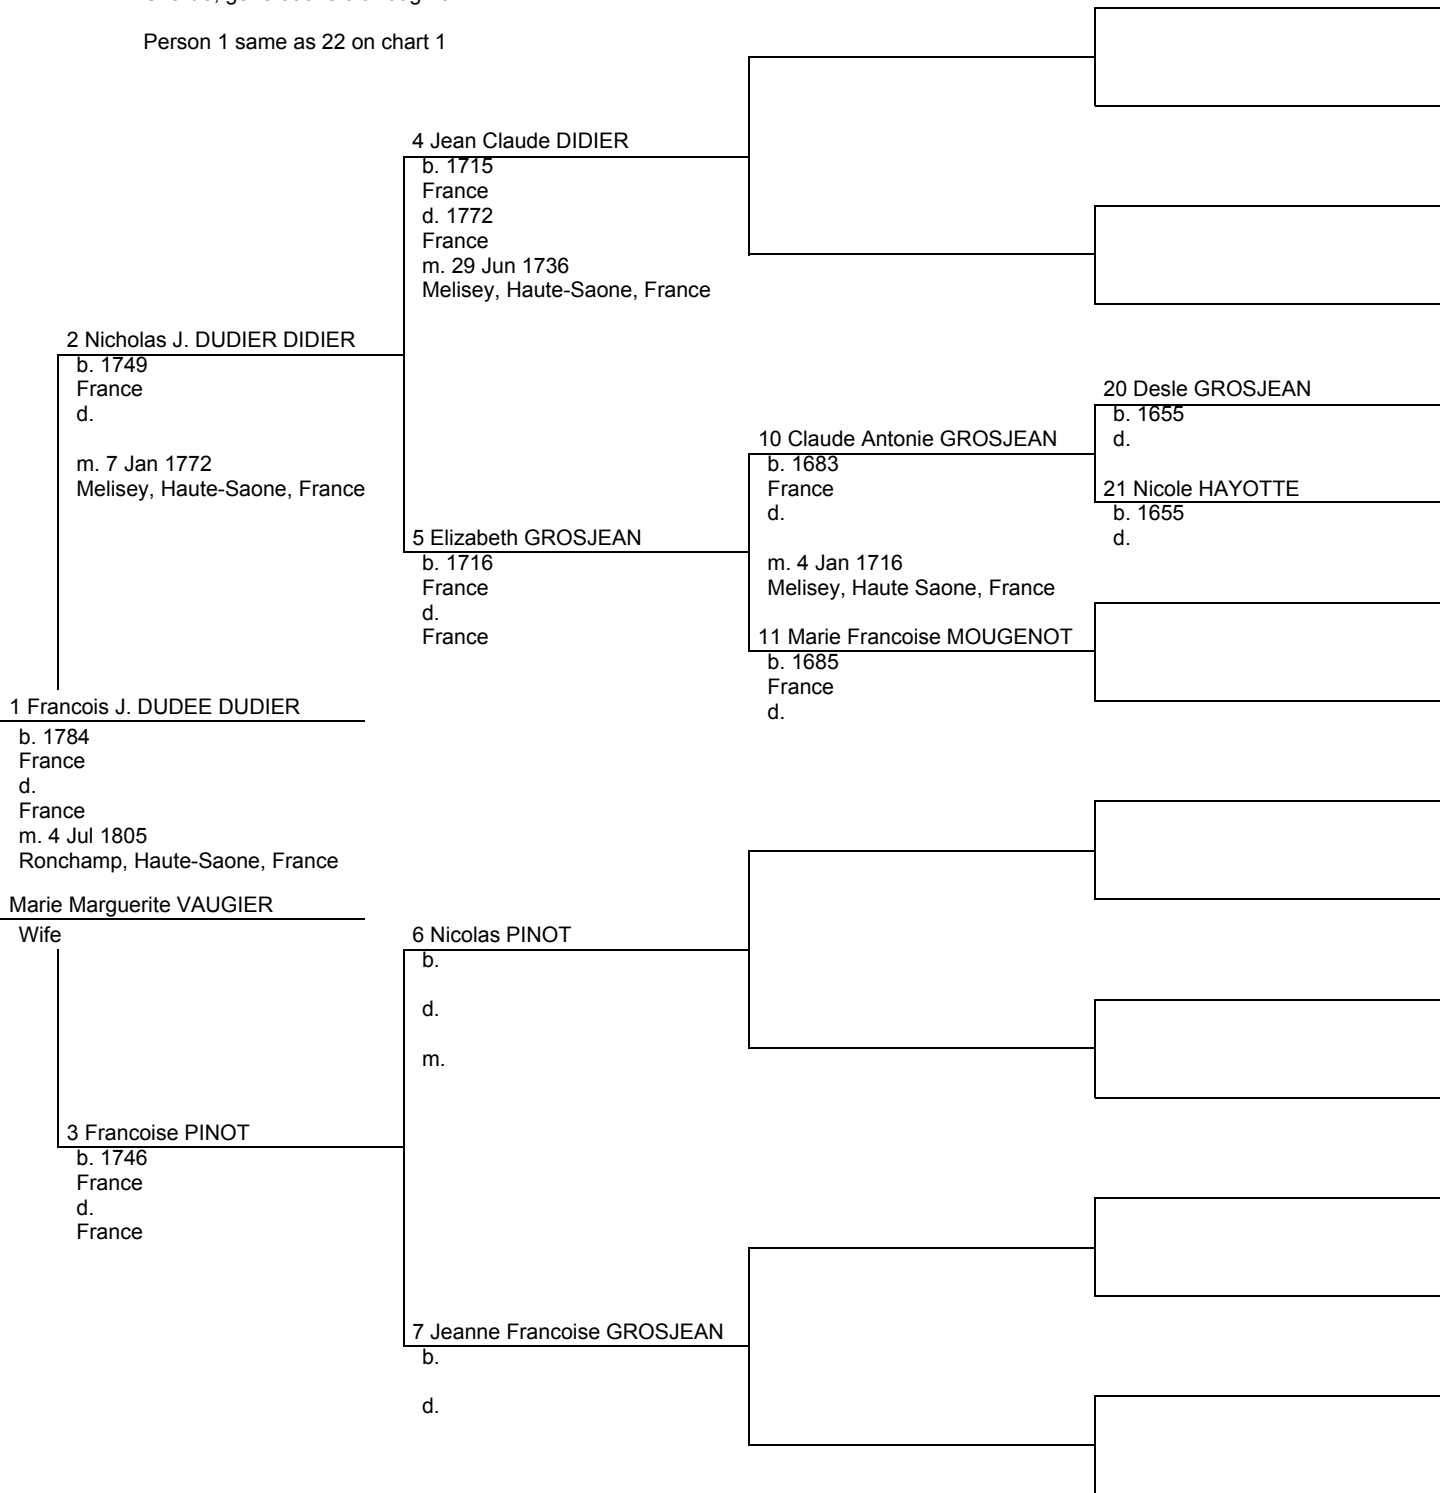 Person 1 same as 22 on chart 1
4 Jean Claude DIDIER
b. 1715
France
d. 1772
France
m. 29 Jun 1736
Melisey, Haute-Saone, France
2 Nicholas J. DUDIER DIDIER
b. 1749
France
d.
m. 7 Jan 1772
Melisey, Haute-Saone, France
20 Desle GROSJEAN
b. 1655
d.
10 Claude Antonie GROSJEAN
b. 1683
France
d.
m. 4 Jan 1716
Melisey, Haute Saone, France
21 Nicole HAYOTTE
b. 1655
d.
5 Elizabeth GROSJEAN
b. 1716
France
d.
France
11 Marie Francoise MOUGENOT
b. 1685
France
d.
1 Francois J. DUDEE DUDIER
b. 1784
France
d.
France
m. 4 Jul 1805
Ronchamp, Haute-Saone, France
Marie Marguerite VAUGIER
Wife
6 Nicolas PINOT
b.
d.
m.
3 Francoise PINOT
b. 1746
France
d.
France
7 Jeanne Francoise GROSJEAN
b.
d.